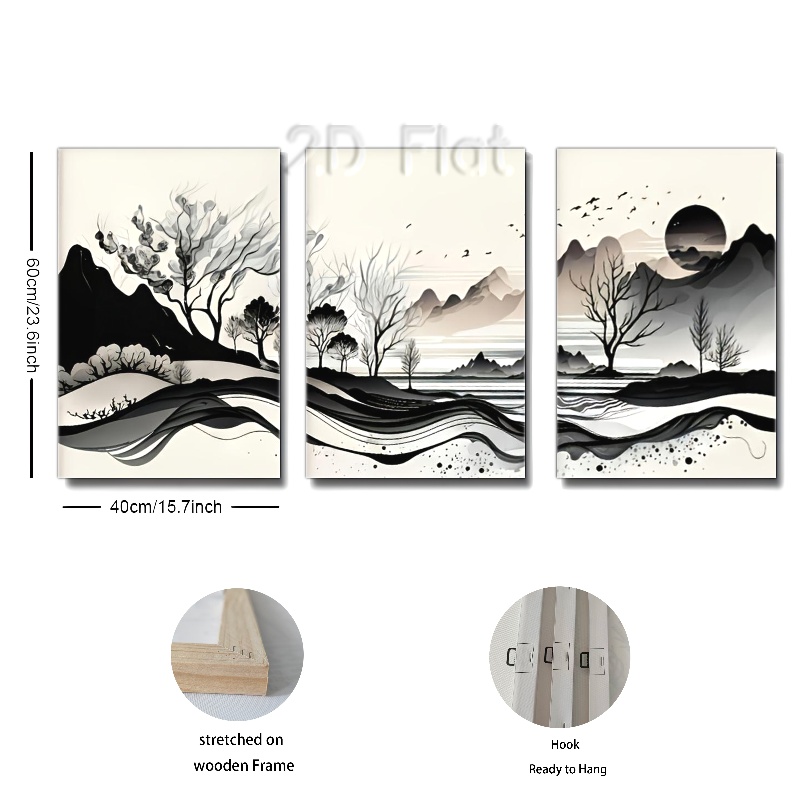 2D Flat
60cm/23.6inch
40cm/15.7inch
stretched on
wooden Frame
Hook
Ready to Hang